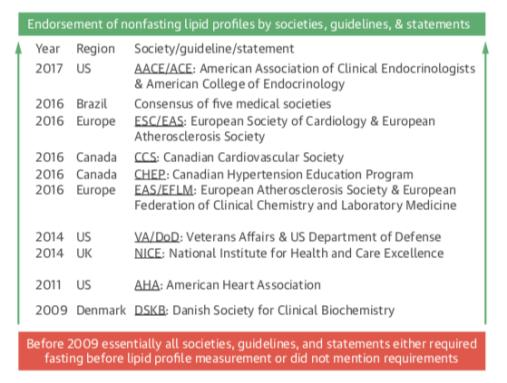 Endorsement of nonfasting lipid profiles by societies, guidelines, & statements
Year Region Society/guideline/statement
2017 US AACE/ACE: American Association of Clinical Endocrinologists
& American College of Endocrinology
2016 Brazil Consensus of five medical societies
2016 Europe ESC/EAS: European Society of Cardiology & European
Atherosclerosis Society
2016 Canada CCS: Canadian Cardiovascular Society
2016 Canada CHEP: Canadian Hypertension Education Program
2016 Europe EAS/EFLM: European Atherosclerosis Society & European
Federation of Clinical Chemistry and Laboratory Medicine
2014 US VA/DoD: Veterans Affairs & US Department of Defense
2014 UK NICE: National Institute for Health and Care Excellence
2011 US AHA: American Heart Association
2009 Denmark DSKB: Danish Society for Clinical Biochemistry
Before 2009 essentially all societies, guidelines, and statements either required
fasting before lipid profile measurement or did not mention requirements